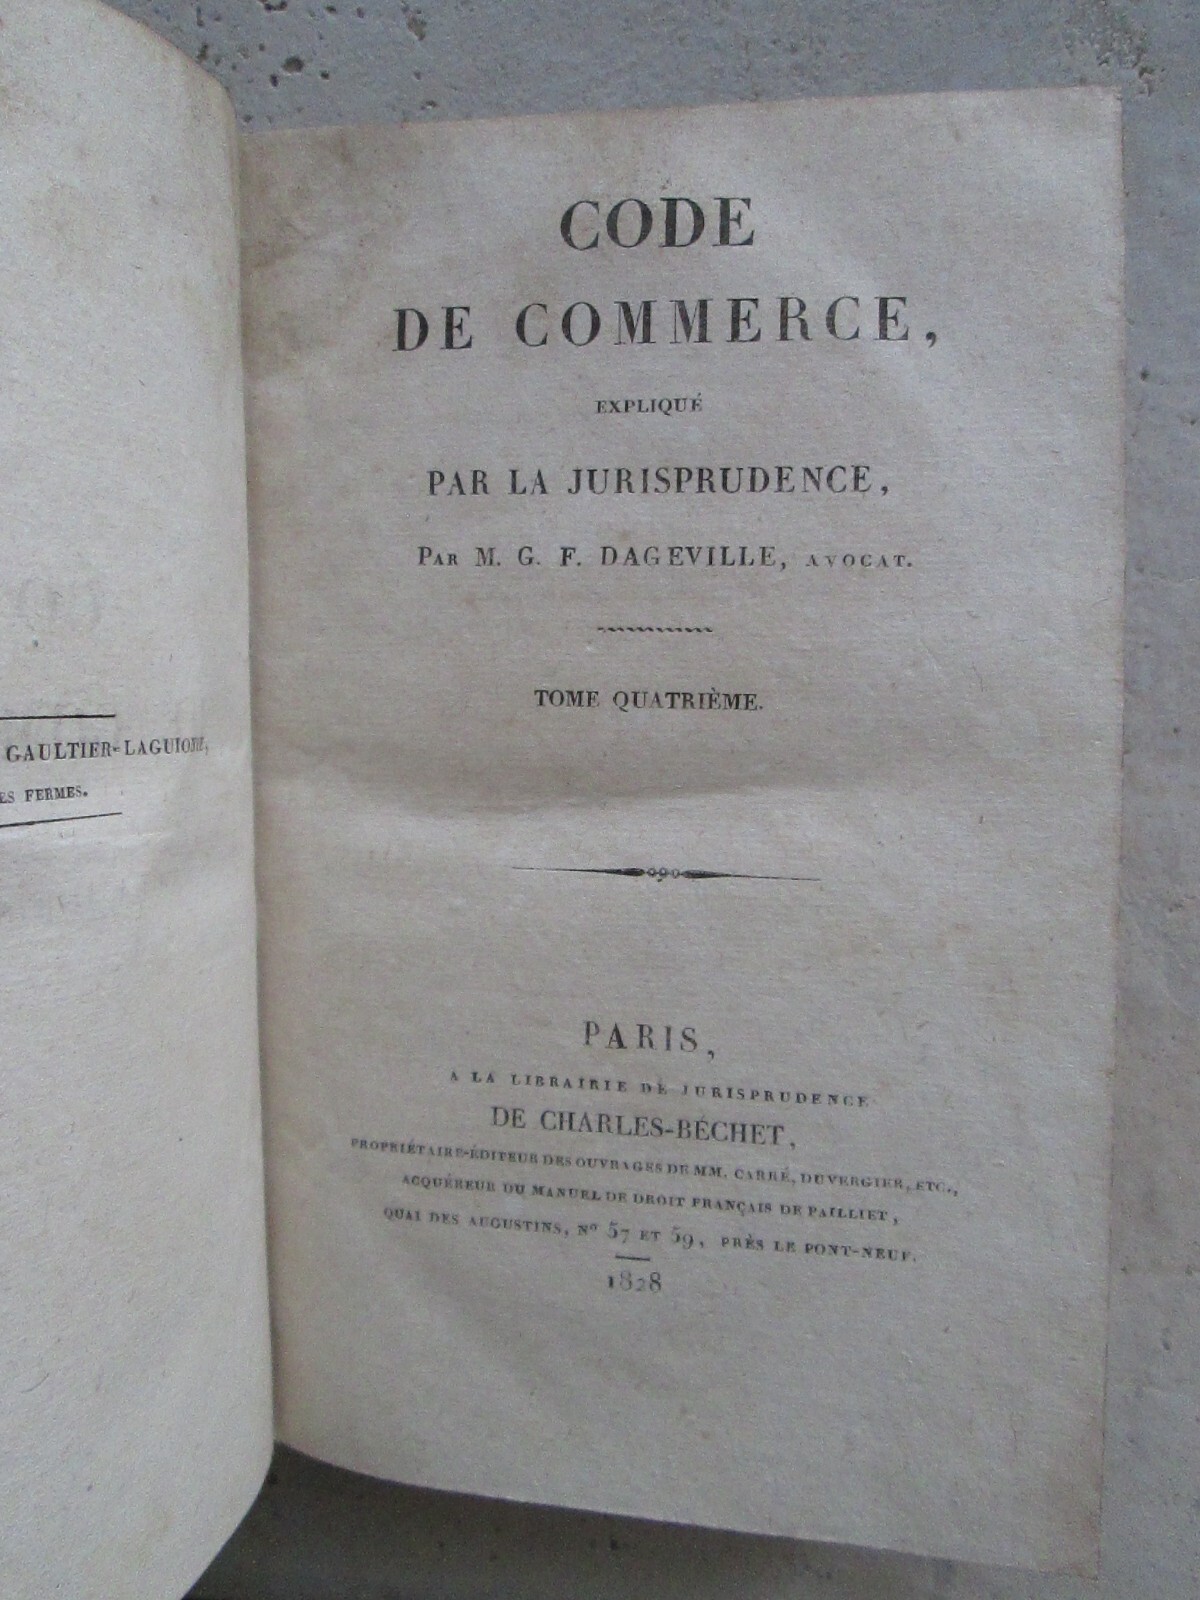 GAULTIER-LAGUIONIE,
ES FERMES.
CODE
DE COMMERCE,
EXPLIQUÉ
PAR LA JURISPRUDENCE,
PAR M. G. F. DAGEVILLE, AVOCAT.
TOME QUATRIÈME.
PARIS,
A LA LIBRAIRIE DE JURISPRUDENCE
DE CHARLES-BÉCHET,
PROPRIÉTAIRE-ÉDITEUR DES OUVRAGES DE MM. CARRÉ, DUVERGIER, ETC.,
ACQUÉREUR DU MANUEL DE DROIT FRANÇAIS DE PAILLIET,
QUAI DES AUGUSTINS, Nº 57 ET 59, PRÈS LE PONT-NEUF.
1828